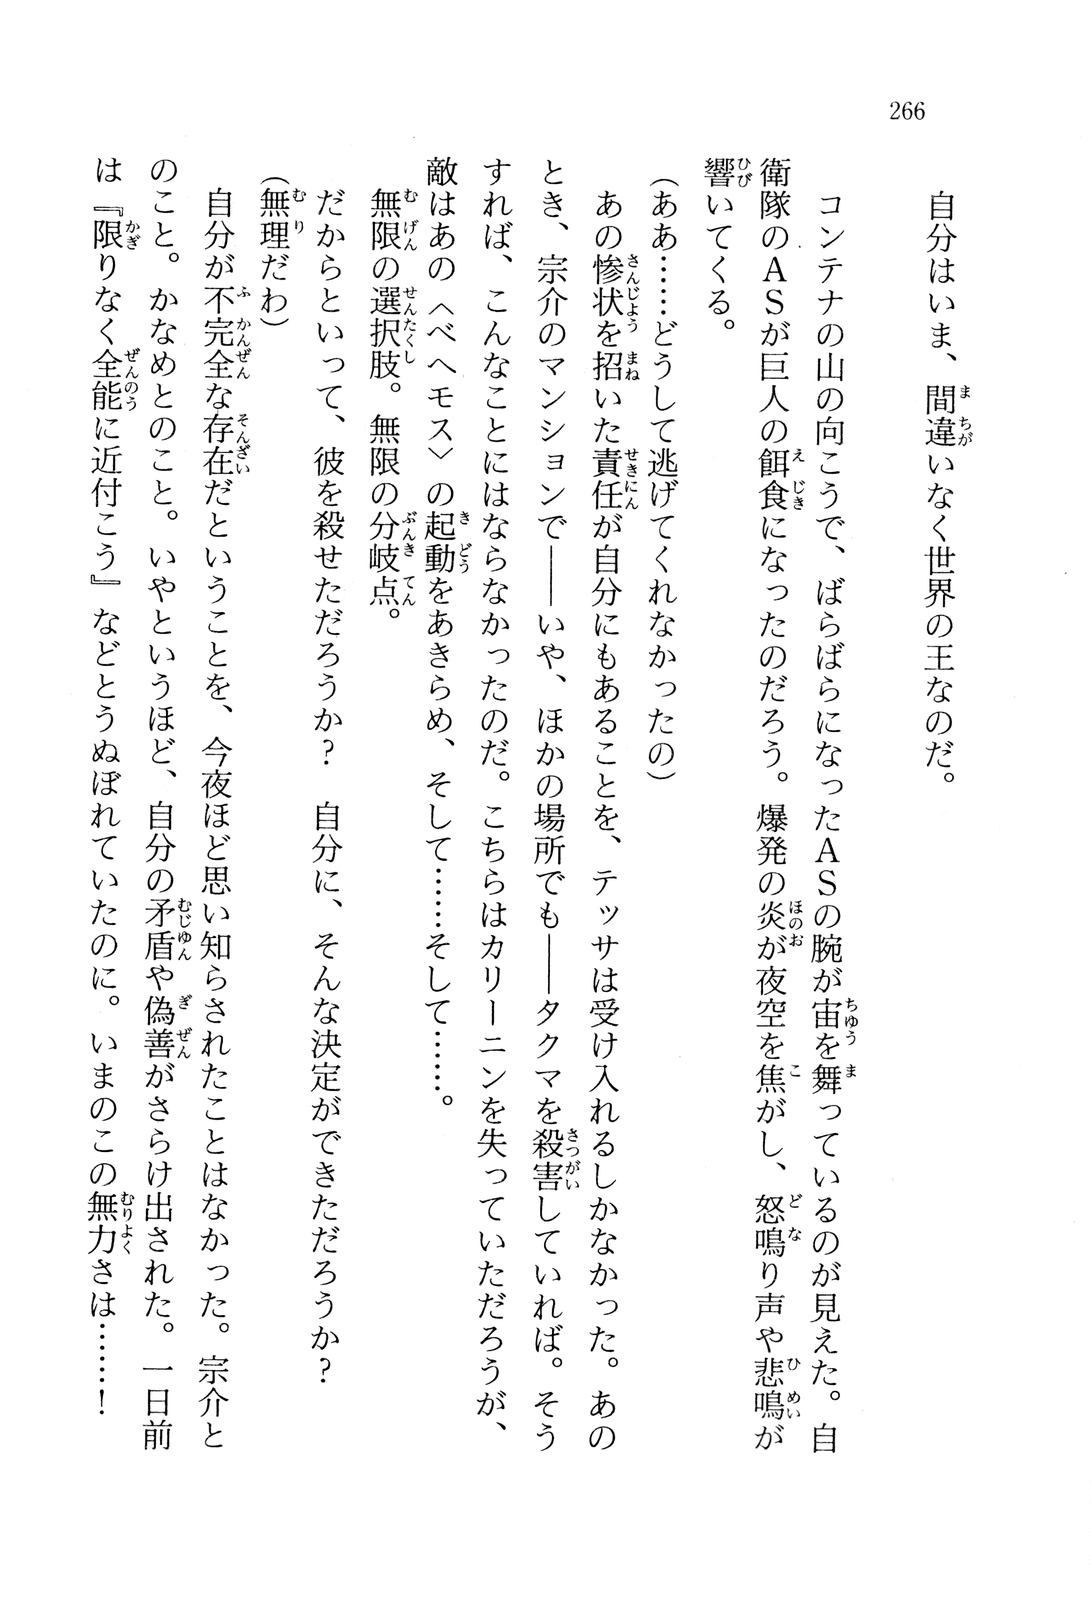 266
自分はいま、間違いなく世界の王なのだ。
コンテナの山の向こうで、ばらばらになったASの腕が宙を舞っているのが見えた。自
衛隊のASが巨人の餌食になったのだろう。爆発の炎が夜空を焦がし、怒鳴り声や悲鳴が
響いてくる。
(ああ……どうして逃げてくれなかったの)
あの惨状を招いた責任が自分にもあることを、テッサは受け入れるしかなかった。あの
とき、宗介のマンションで――いや、ほかの場所でも――タクマを殺害していれば。そう
すれば、こんなことにはならなかったのだ。こちらはカリーニンを失っていただろうが、
敵はあの〈ベヘモス〉の起動をあきらめ、そして……そして……。
無限の選択肢。無限の分岐点。
だからといって、彼を殺せただろうか？　自分に、そんな決定ができただろうか？
(無理だわ)
自分が不完全な存在だということを、今夜ほど思い知らされたことはなかった。宗介と
のこと。かなめとのこと。いやというほど、自分の矛盾や偽善がさらけ出された。一日前
は『限りなく全能に近付こう』などとうぬぼれていたのに。いまのこの無力さは……！